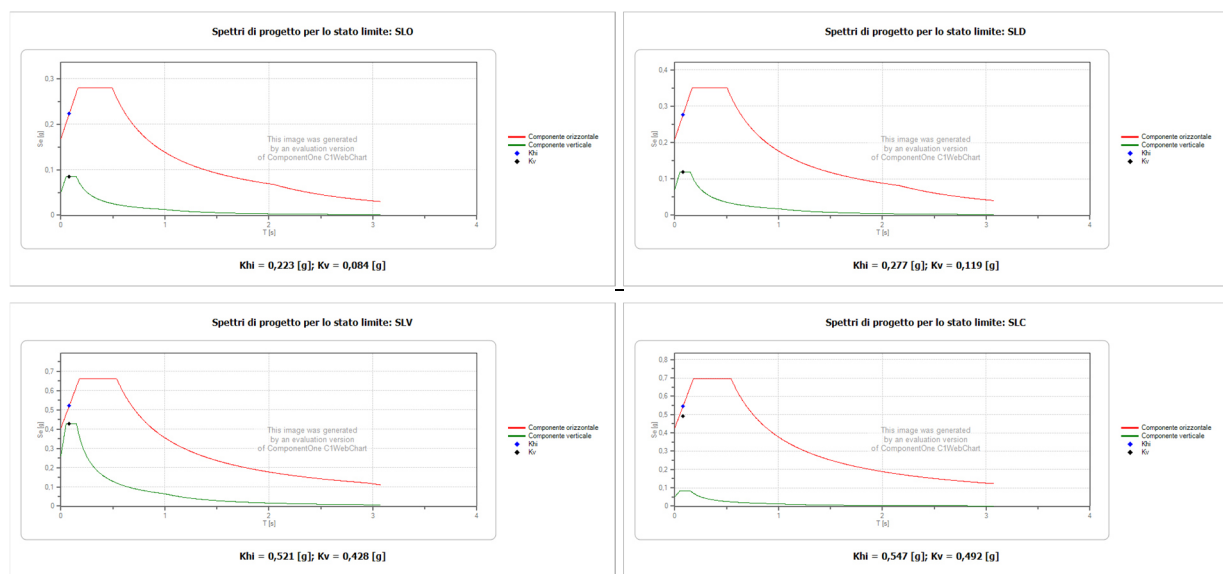 Spettri di progetto per lo stato limite: SLO
0,3
0,2
0,1
0
Se [g]
0
1
2
3
4
T [s]
This image was generated
by an evaluation version
of ComponentOne C1WebChart
Componente orizzontale
Componente verticale
Khi
Kv
Khi = 0,223 [g]; Kv = 0,084 [g]
Spettri di progetto per lo stato limite: SLD
0,4
0,3
0,2
0,1
0
Se [g]
0
1
2
3
4
T [s]
This image was generated
by an evaluation version
of ComponentOne C1WebChart
Componente orizzontale
Componente verticale
Khi
Kv
Khi = 0,277 [g]; Kv = 0,119 [g]
Spettri di progetto per lo stato limite: SLV
0,7
0,6
0,5
0,4
0,3
0,2
0,1
0
Se [g]
0
1
2
3
4
T [s]
This image was generated
by an evaluation version
of ComponentOne C1WebChart
Componente orizzontale
Componente verticale
Khi
Kv
Khi = 0,521 [g]; Kv = 0,428 [g]
Spettri di progetto per lo stato limite: SLC
0,8
0,7
0,6
0,5
0,4
0,3
0,2
0,1
0
Se [g]
0
1
2
3
4
T [s]
This image was generated
by an evaluation version
of ComponentOne C1WebChart
Componente orizzontale
Componente verticale
Khi
Kv
Khi = 0,547 [g]; Kv = 0,492 [g]